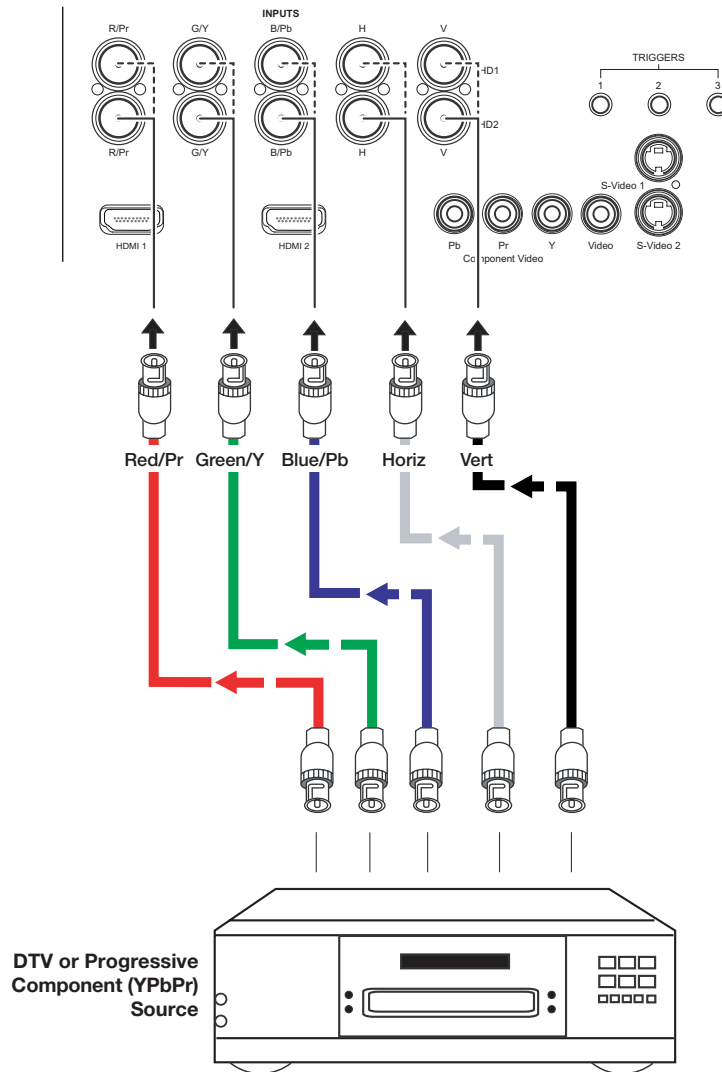 INPUTS
R/Pr G/Y B/Pb H V
HD1
HD2
R/Pr G/Y B/Pb H V
TRIGGERS
1 2 3
S-Video 1
HDMI 1 HDMI 2
Pb Pr Y Video S-Video 2
Component Video
Red/Pr Green/Y Blue/Pb Horiz Vert
DTV or Progressive
Component (YPbPr)
Source